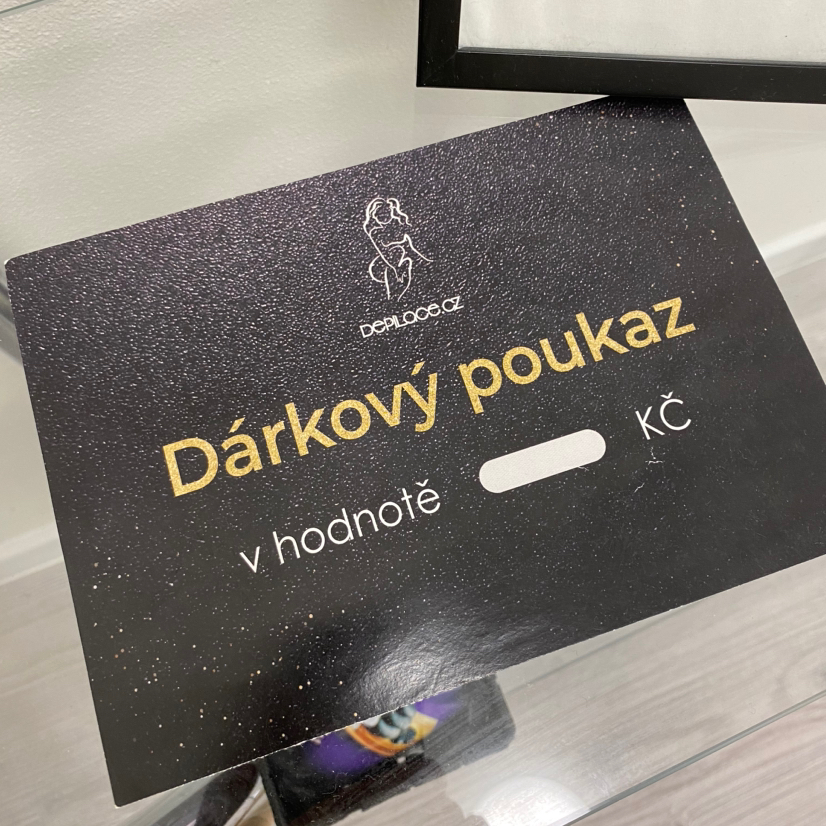 DEPILACE.CZ
Dárkový poukaz
v hodnotě KČ